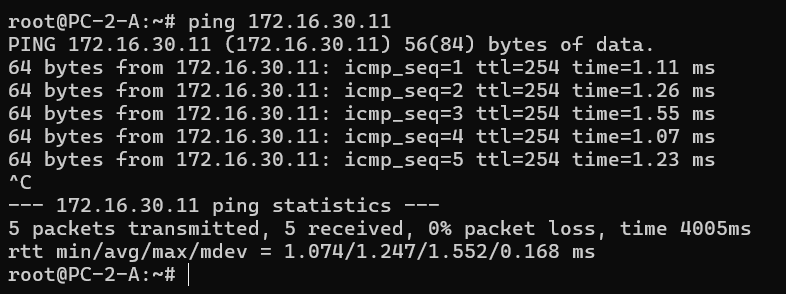 root@PC-2-A:~# ping 172.16.30.11
PING 172.16.30.11 (172.16.30.11) 56(84) bytes of data.
64 bytes from 172.16.30.11: icmp_seq=1 ttl=254 time=1.11 ms
64 bytes from 172.16.30.11: icmp_seq=2 ttl=254 time=1.26 ms
64 bytes from 172.16.30.11: icmp_seq=3 ttl=254 time=1.55 ms
64 bytes from 172.16.30.11: icmp_seq=4 ttl=254 time=1.07 ms
64 bytes from 172.16.30.11: icmp_seq=5 ttl=254 time=1.23 ms
^C
--- 172.16.30.11 ping statistics ---
5 packets transmitted, 5 received, 0% packet loss, time 4005ms
rtt min/avg/max/mdev = 1.074/1.247/1.552/0.168 ms
root@PC-2-A:~#